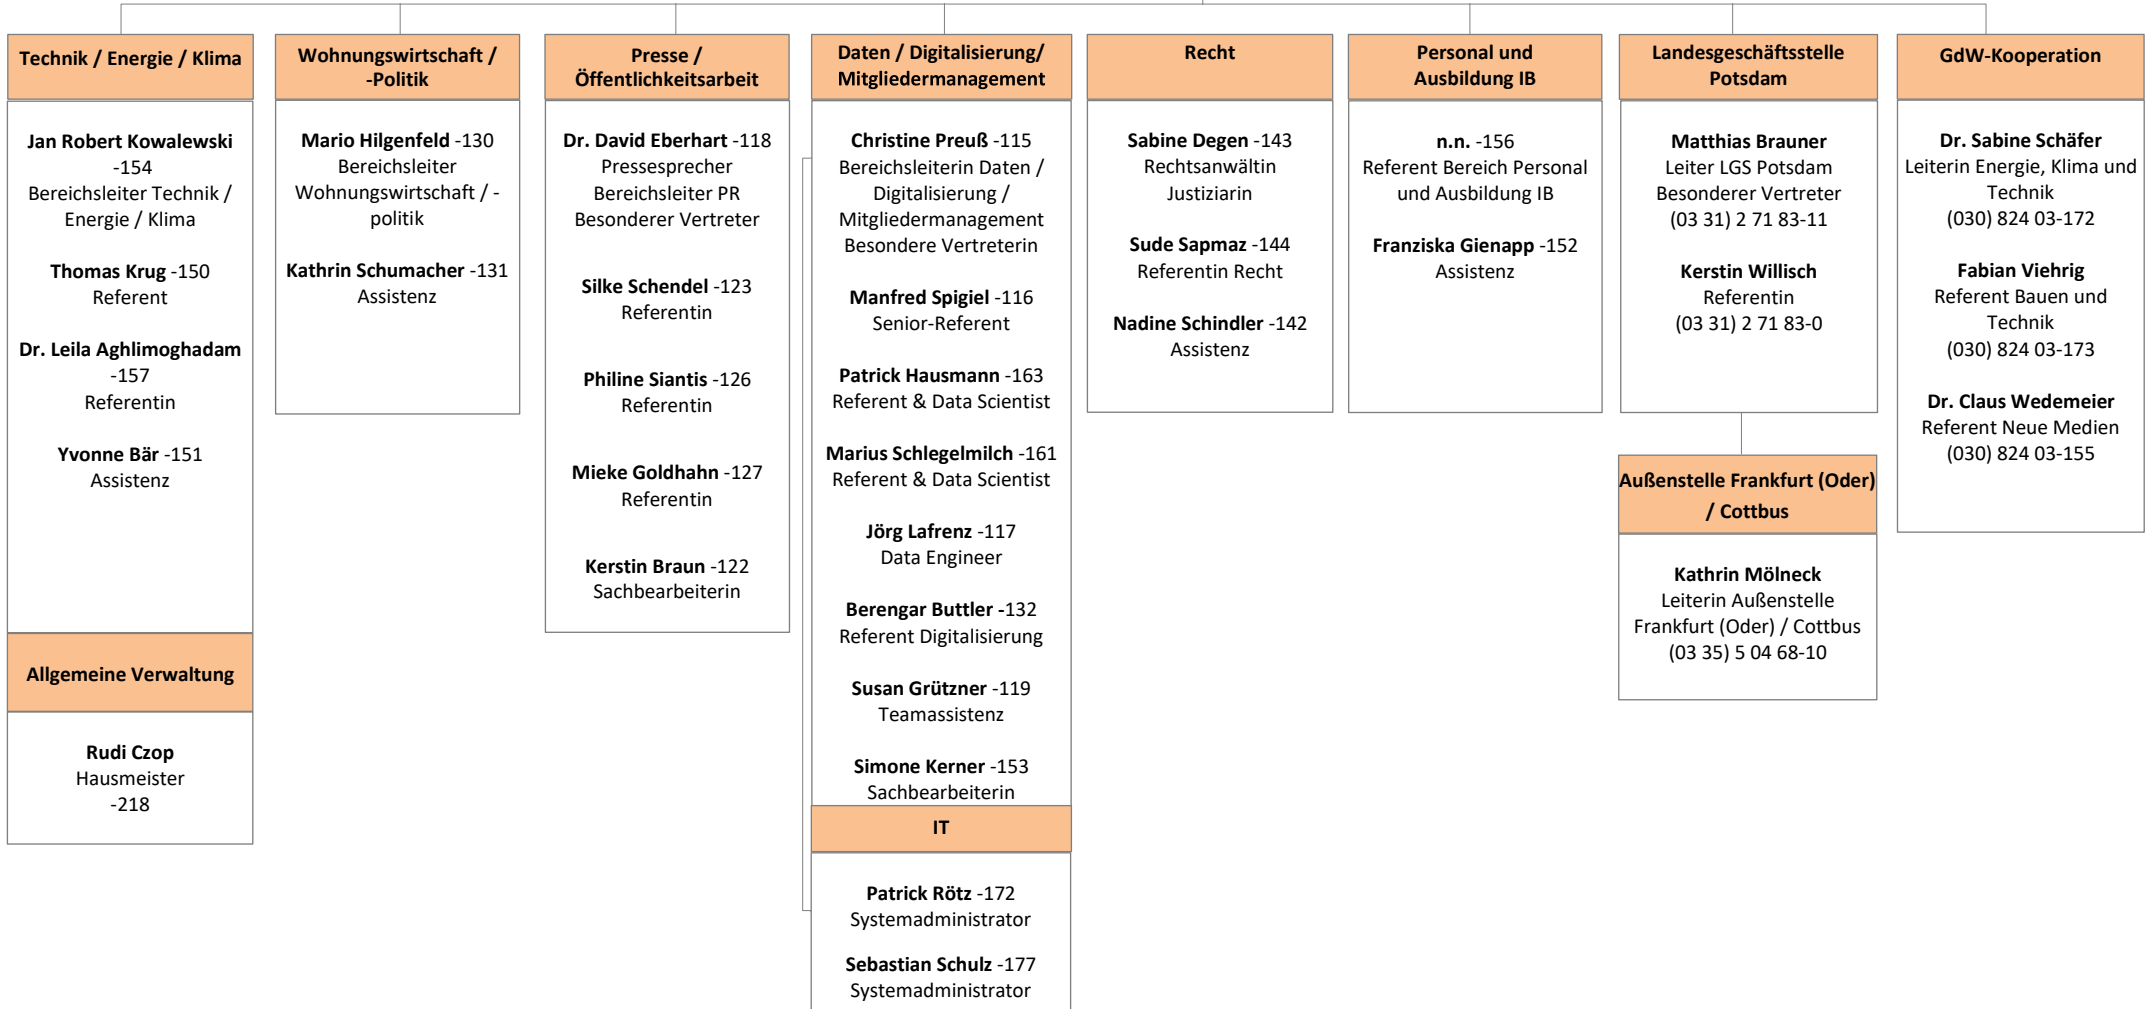 Technik / Energie / Klima
Jan Robert Kowalewski
-154
Bereichsleiter Technik /
Energie / Klima
Thomas Krug -150
Referent
Dr. Leila Aghlimoghadam
-157
Referentin
Yvonne Bär -151
Assistenz
Allgemeine Verwaltung
Rudi Czop
Hausmeister
-218
Wohnungswirtschaft /
-Politik
Mario Hilgenfeld -130
Bereichsleiter
Wohnungswirtschaft / -
politik
Kathrin Schumacher -131
Assistenz
Presse /
Öffentlichkeitsarbeit
Dr. David Eberhart -118
Pressesprecher
Bereichsleiter PR
Besonderer Vertreter
Silke Schendel -123
Referentin
Philine Siantis -126
Referentin
Mieke Goldhahn -127
Referentin
Kerstin Braun -122
Sachbearbeiterin
Daten / Digitalisierung/
Mitgliedermanagement
Christine Preuß -115
Bereichsleiterin Daten /
Digitalisierung /
Mitgliedermanagement
Besondere Vertreterin
Manfred Spigiel -116
Senior-Referent
Patrick Hausmann -163
Referent & Data Scientist
Marius Schlegelmilch -161
Referent & Data Scientist
Jörg Lafrenz -117
Data Engineer
Berengar Buttler -132
Referent Digitalisierung
Susan Grützner -119
Teamassistenz
Simone Kerner -153
Sachbearbeiterin
IT
Patrick Rötz -172
Systemadministrator
Sebastian Schulz -177
Systemadministrator
Recht
Sabine Degen -143
Rechtsanwältin
Justiziarin
Sude Sapmaz -144
Referentin Recht
Nadine Schindler -142
Assistenz
Personal und
Ausbildung IB
n.n. -156
Referent Bereich Personal
und Ausbildung IB
Franziska Gienapp -152
Assistenz
Landesgeschäftsstelle
Potsdam
Matthias Brauner
Leiter LGS Potsdam
Besonderer Vertreter
(03 31) 2 71 83-11
Kerstin Willisch
Referentin
(03 31) 2 71 83-0
Außenstelle Frankfurt (Oder)
/ Cottbus
Kathrin Mölneck
Leiterin Außenstelle
Frankfurt (Oder) / Cottbus
(03 35) 5 04 68-10
GdW-Kooperation
Dr. Sabine Schäfer
Leiterin Energie, Klima und
Technik
(030) 824 03-172
Fabian Viehrig
Referent Bauen und
Technik
(030) 824 03-173
Dr. Claus Wedemeier
Referent Neue Medien
(030) 824 03-155